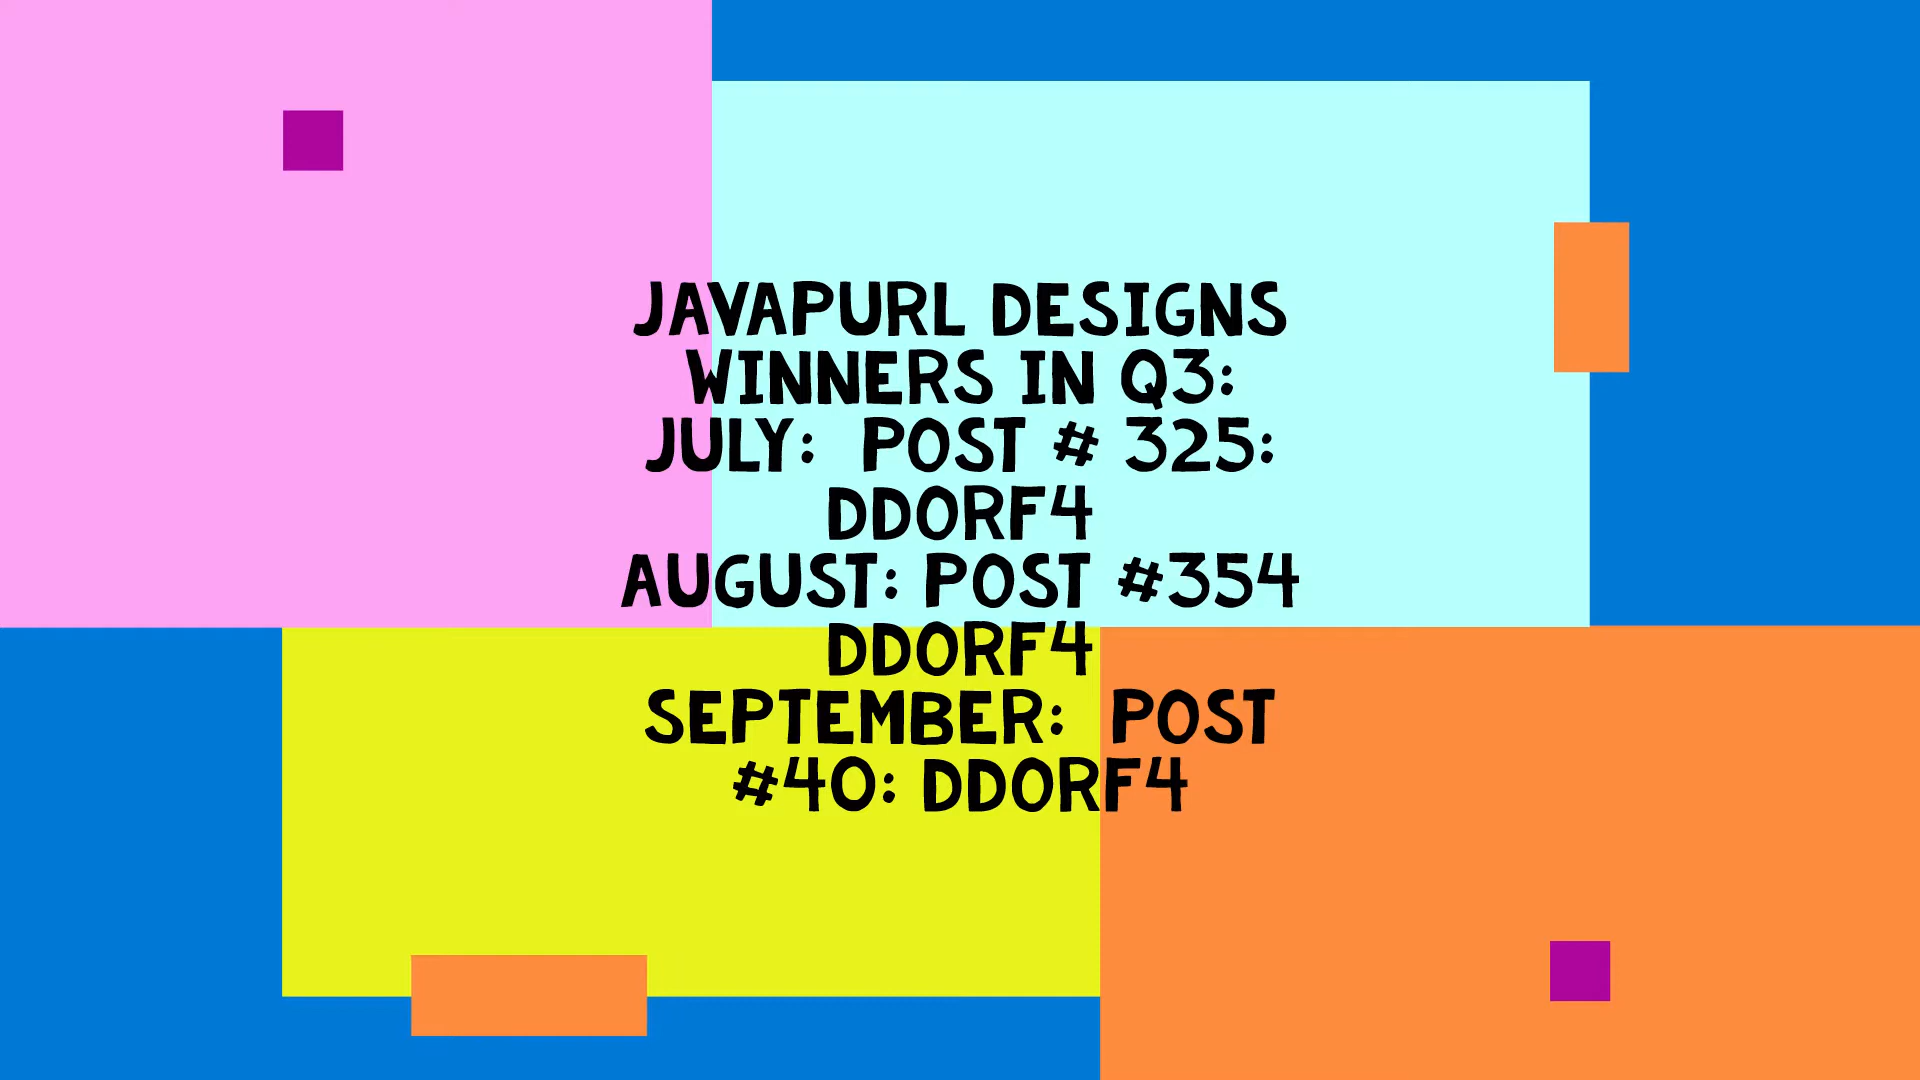 JAVAPURL DESIGNS
WINNERS IN Q3:
JULY:  POST # 325:
DDORF4
AUGUST: POST #354
DDORF4
SEPTEMBER:  POST
#40: DDORF4